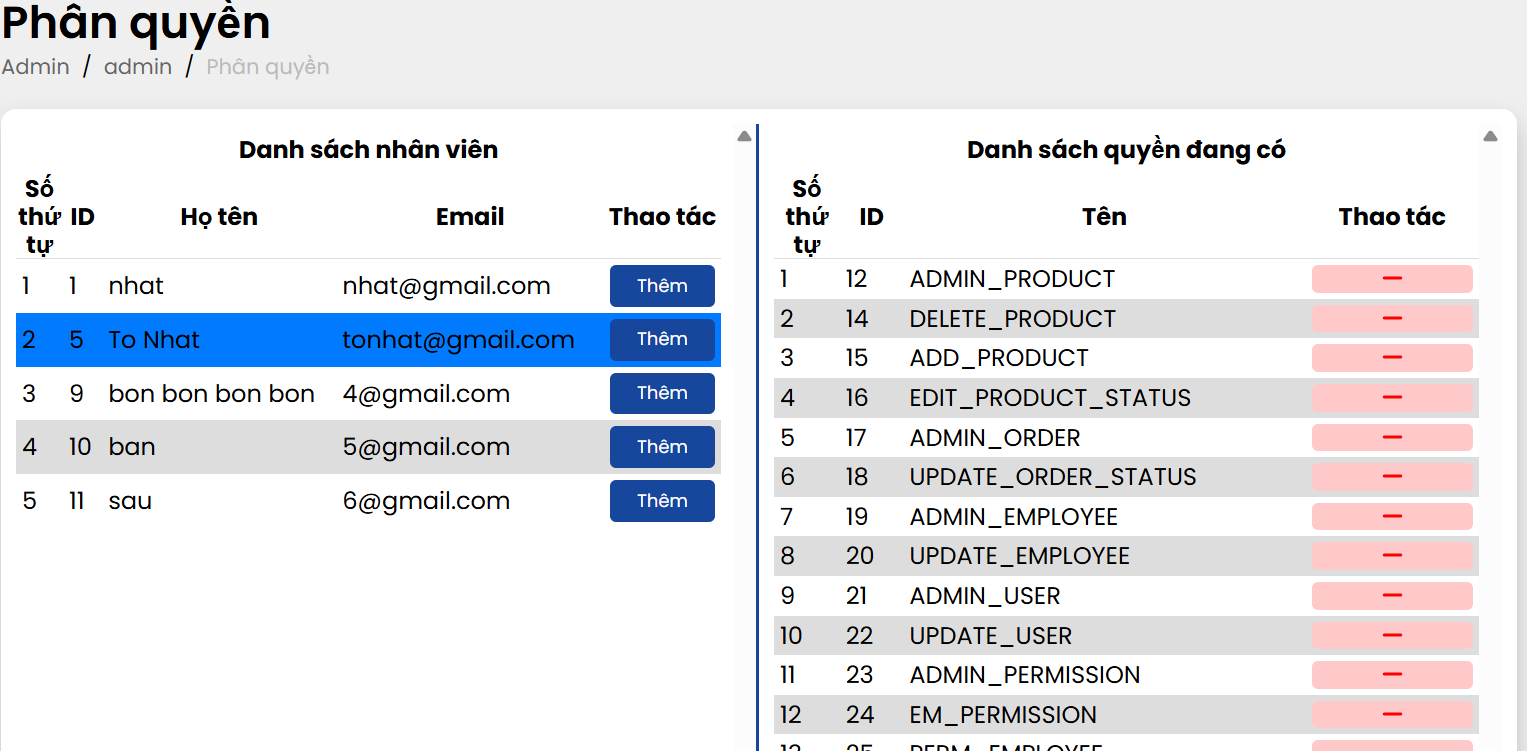 Phân quyền
Admin / admin / Phân quyền
Danh sách nhân viên
Số thứ tự ID Họ tên Email Thao tác
1 1 nhat nhat@gmail.com Thêm
2 5 To Nhat tonhat@gmail.com Thêm
3 9 bon bon bon bon 4@gmail.com Thêm
4 10 ban 5@gmail.com Thêm
5 11 sau 6@gmail.com Thêm
Danh sách quyền đang có
Số thứ tự ID Tên Thao tác
1 12 ADMIN_PRODUCT
2 14 DELETE_PRODUCT
3 15 ADD_PRODUCT
4 16 EDIT_PRODUCT_STATUS
5 17 ADMIN_ORDER
6 18 UPDATE_ORDER_STATUS
7 19 ADMIN_EMPLOYEE
8 20 UPDATE_EMPLOYEE
9 21 ADMIN_USER
10 22 UPDATE_USER
11 23 ADMIN_PERMISSION
12 24 EM_PERMISSION
13 25 PERM_EMPLOYEE